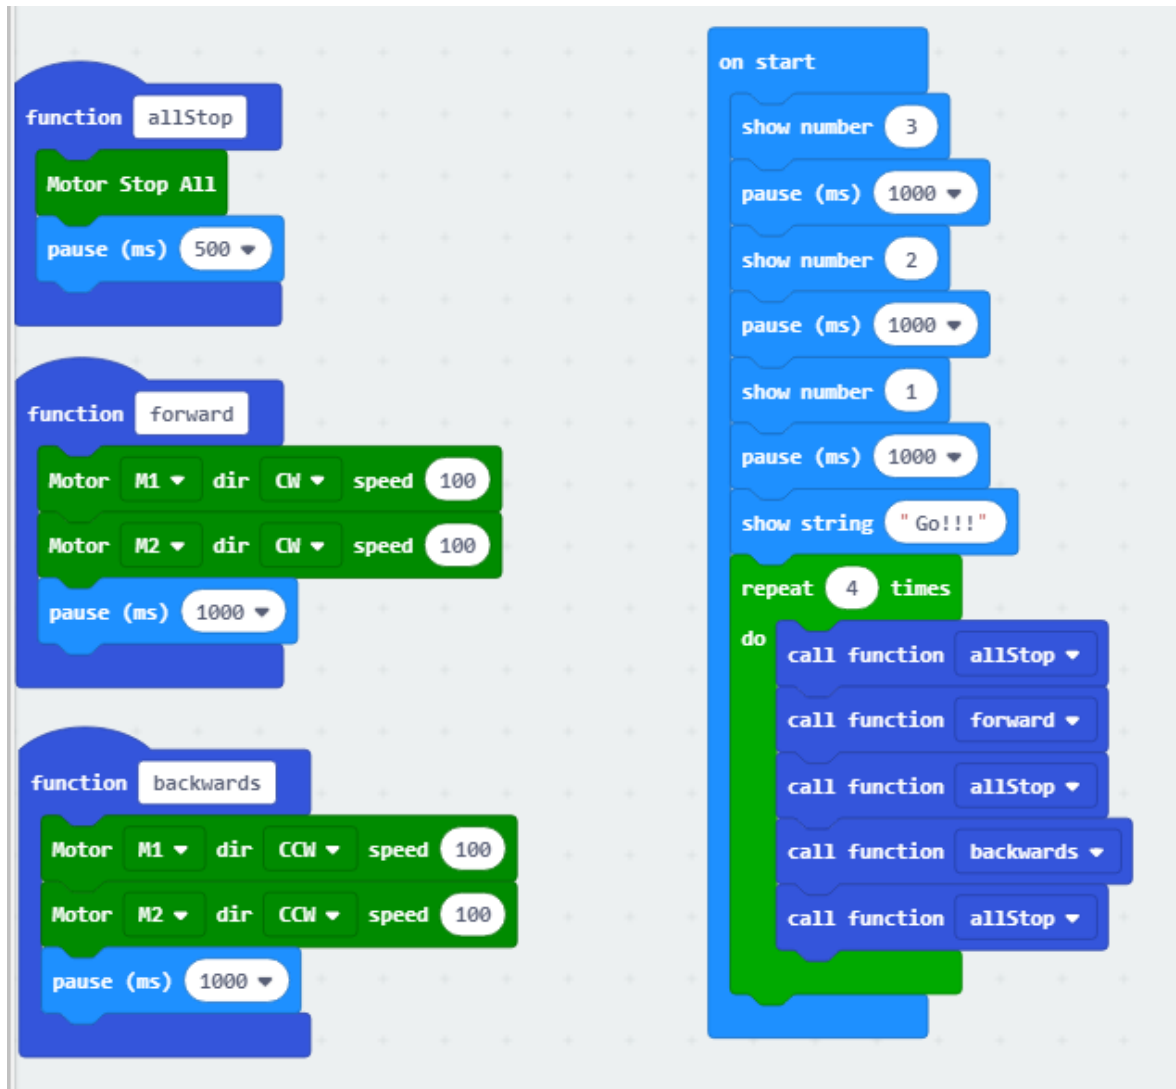 function allStop
Motor Stop All
pause (ms) 500
function forward
Motor M1 dir CW speed 100
Motor M2 dir CW speed 100
pause (ms) 1000
function backwards
Motor M1 dir CCW speed 100
Motor M2 dir CCW speed 100
pause (ms) 1000
on start
show number 3
pause (ms) 1000
show number 2
pause (ms) 1000
show number 1
pause (ms) 1000
show string "Go!!!"
repeat 4 times
do
call function allStop
call function forward
call function allStop
call function backwards
call function allStop